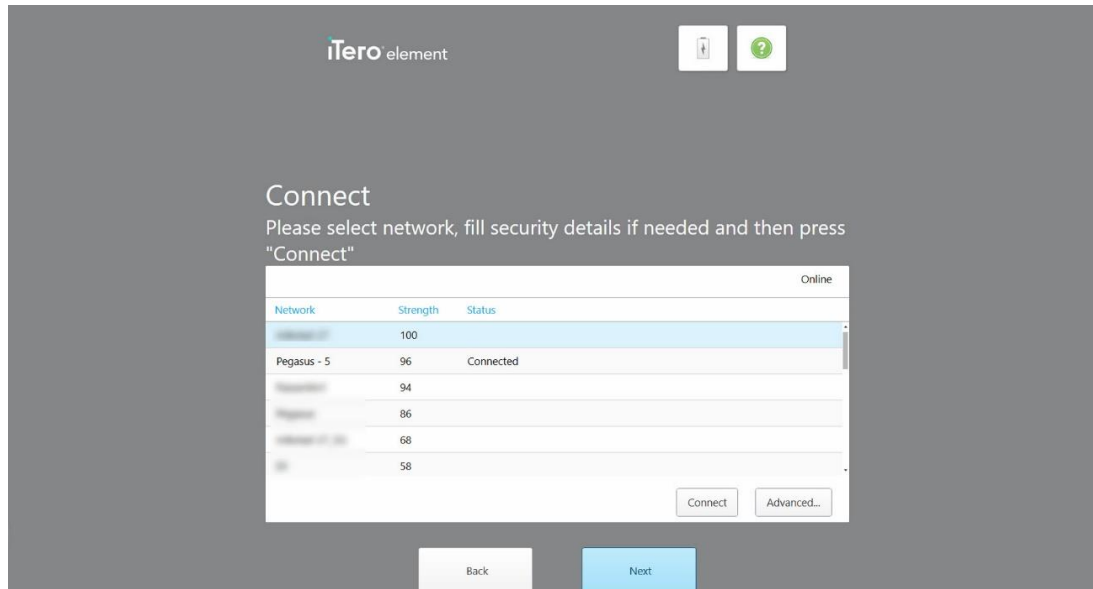 iTero element
?
Connect
Please select network, fill security details if needed and then press
"Connect"
Online
Network Strength Status
100
Pegasus - 5 96 Connected
94
86
68
58
Connect Advanced...
Back Next